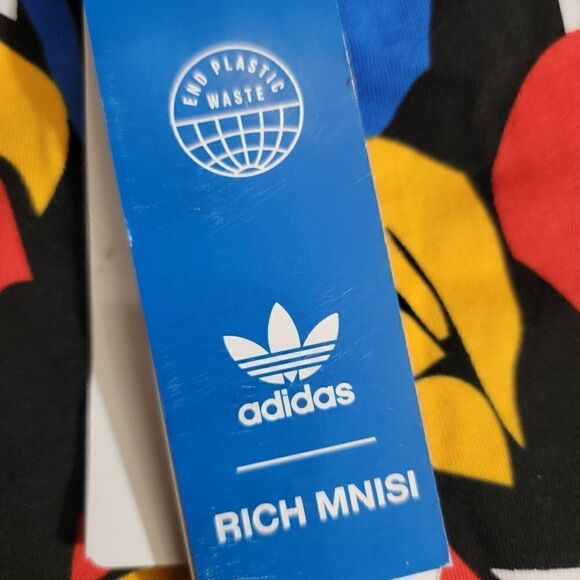 END PLASTIC
WASTE
adidas
RICH MNISI